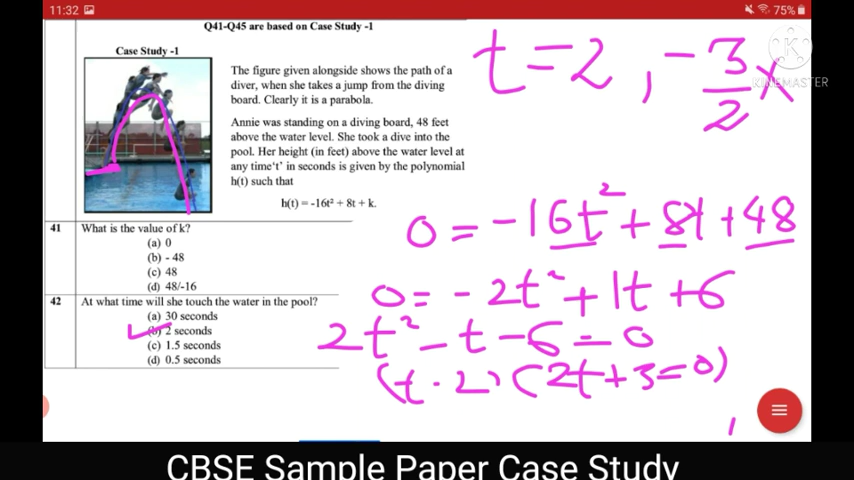 11:32
75%
Q41-Q45 are based on Case Study -1
Case Study -1
The figure given alongside shows the path of a
diver, when she takes a jump from the diving
board. Clearly it is a parabola.
Annie was standing on a diving board, 48 feet
above the water level. She took a dive into the
pool. Her height (in feet) above the water level at
any time‘t’ in seconds is given by the polynomial
h(t) such that
h(t) = -16t² + 8t + k.
41 What is the value of k?
(a) 0
(b) - 48
(c) 48
(d) 48/-16
42 At what time will she touch the water in the pool?
(a) 30 seconds
(b) 2 seconds
(c) 1.5 seconds
(d) 0.5 seconds
t = 2 , -3/2 x
KINEMASTER
0 = -16t² + 8t + 48
0 = -2t² + 1t + 6
2t² - t - 6 = 0
(t - 2) (2t + 3 = 0)
CBSE Sample Paper Case Study